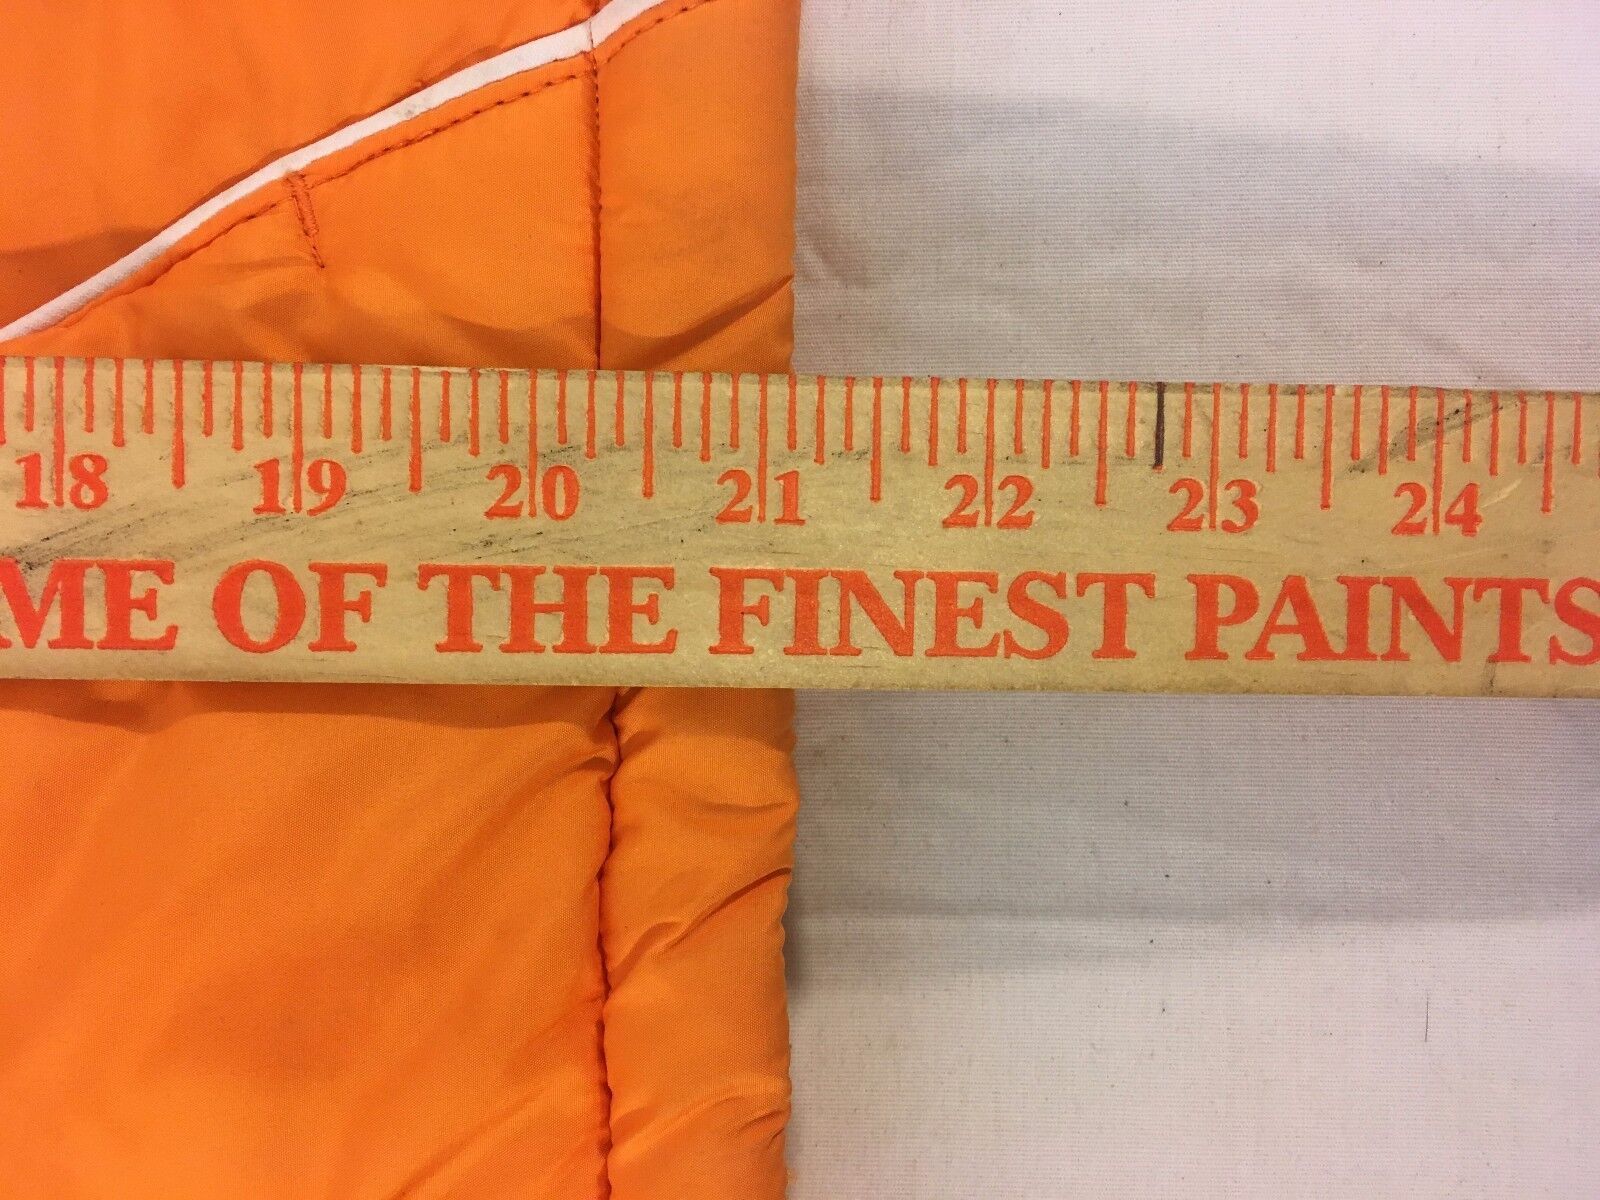 18 19 20 21 22 23 24
ME OF THE FINEST PAINTS